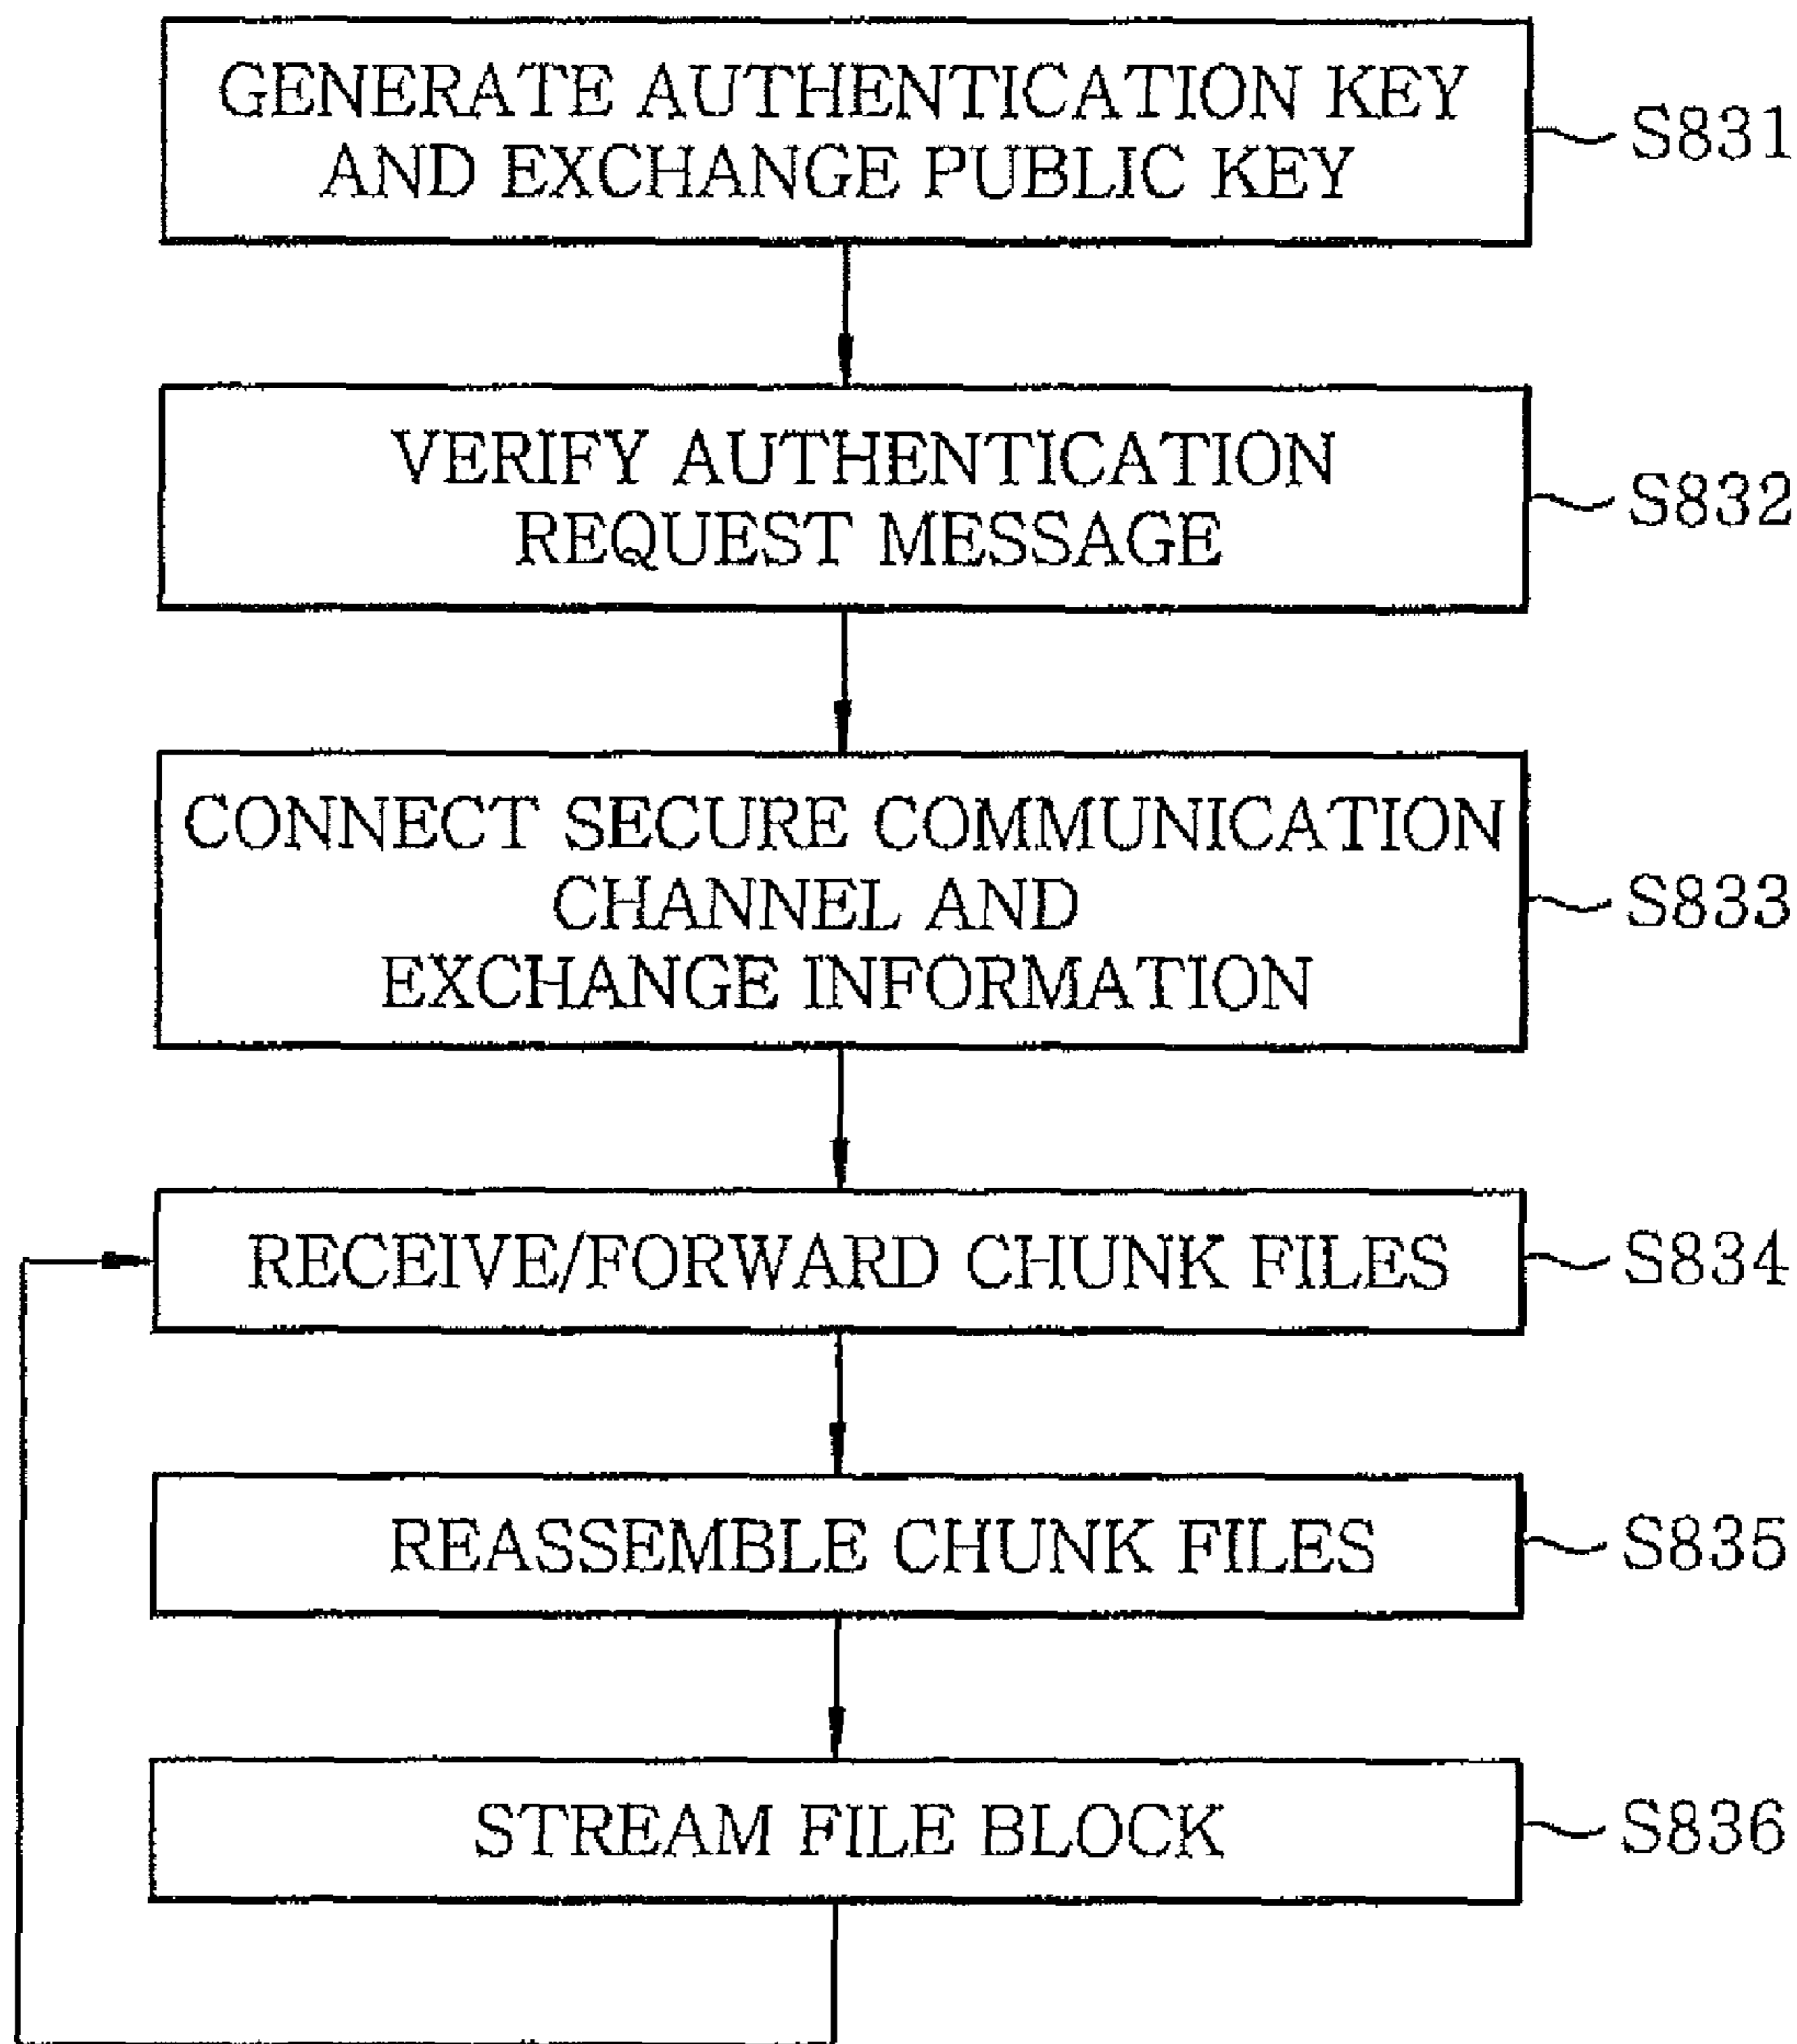 GENERATE AUTHENTICATION KEY
AND EXCHANGE PUBLIC KEY
S831
VERIFY AUTHENTICATION
REQUEST MESSAGE
S832
CONNECT SECURE COMMUNICATION
CHANNEL AND
EXCHANGE INFORMATION
S833
RECEIVE/FORWARD CHUNK FILES
S834
REASSEMBLE CHUNK FILES
S835
STREAM FILE BLOCK
S836